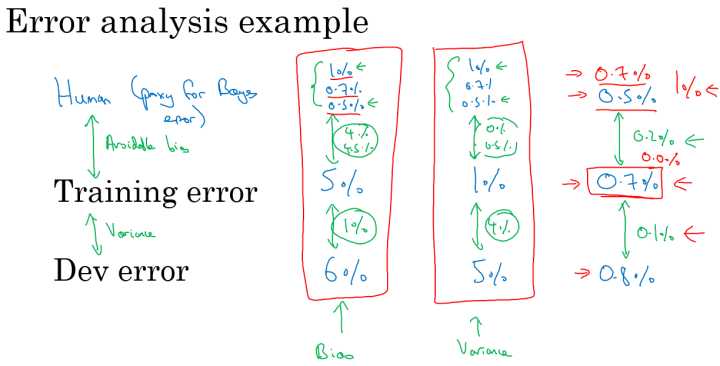 Error analysis example
Human (proxy for Bayes error)
1% 0.7% 0.5%
1% 0.7% 0.5%
0.7% 1%
0.5%
Avoidable bias
4% 4.5%
0% 0.5%
0.2%
0.0%
Training error 5% 1% 0.7%
Variance 1% 4% 0.1%
Dev error 6% 5% 0.8%
Bias Variance